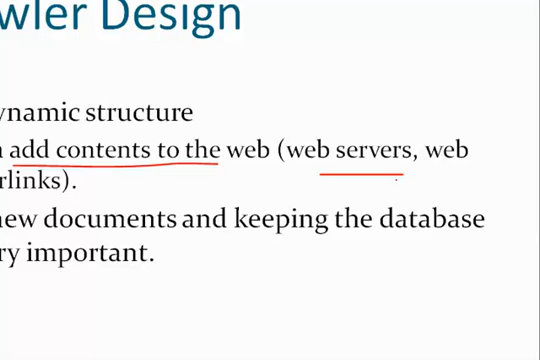 wler Design
ynamic structure
add contents to the web (web servers, web
rlinks).
new documents and keeping the database
ry important.